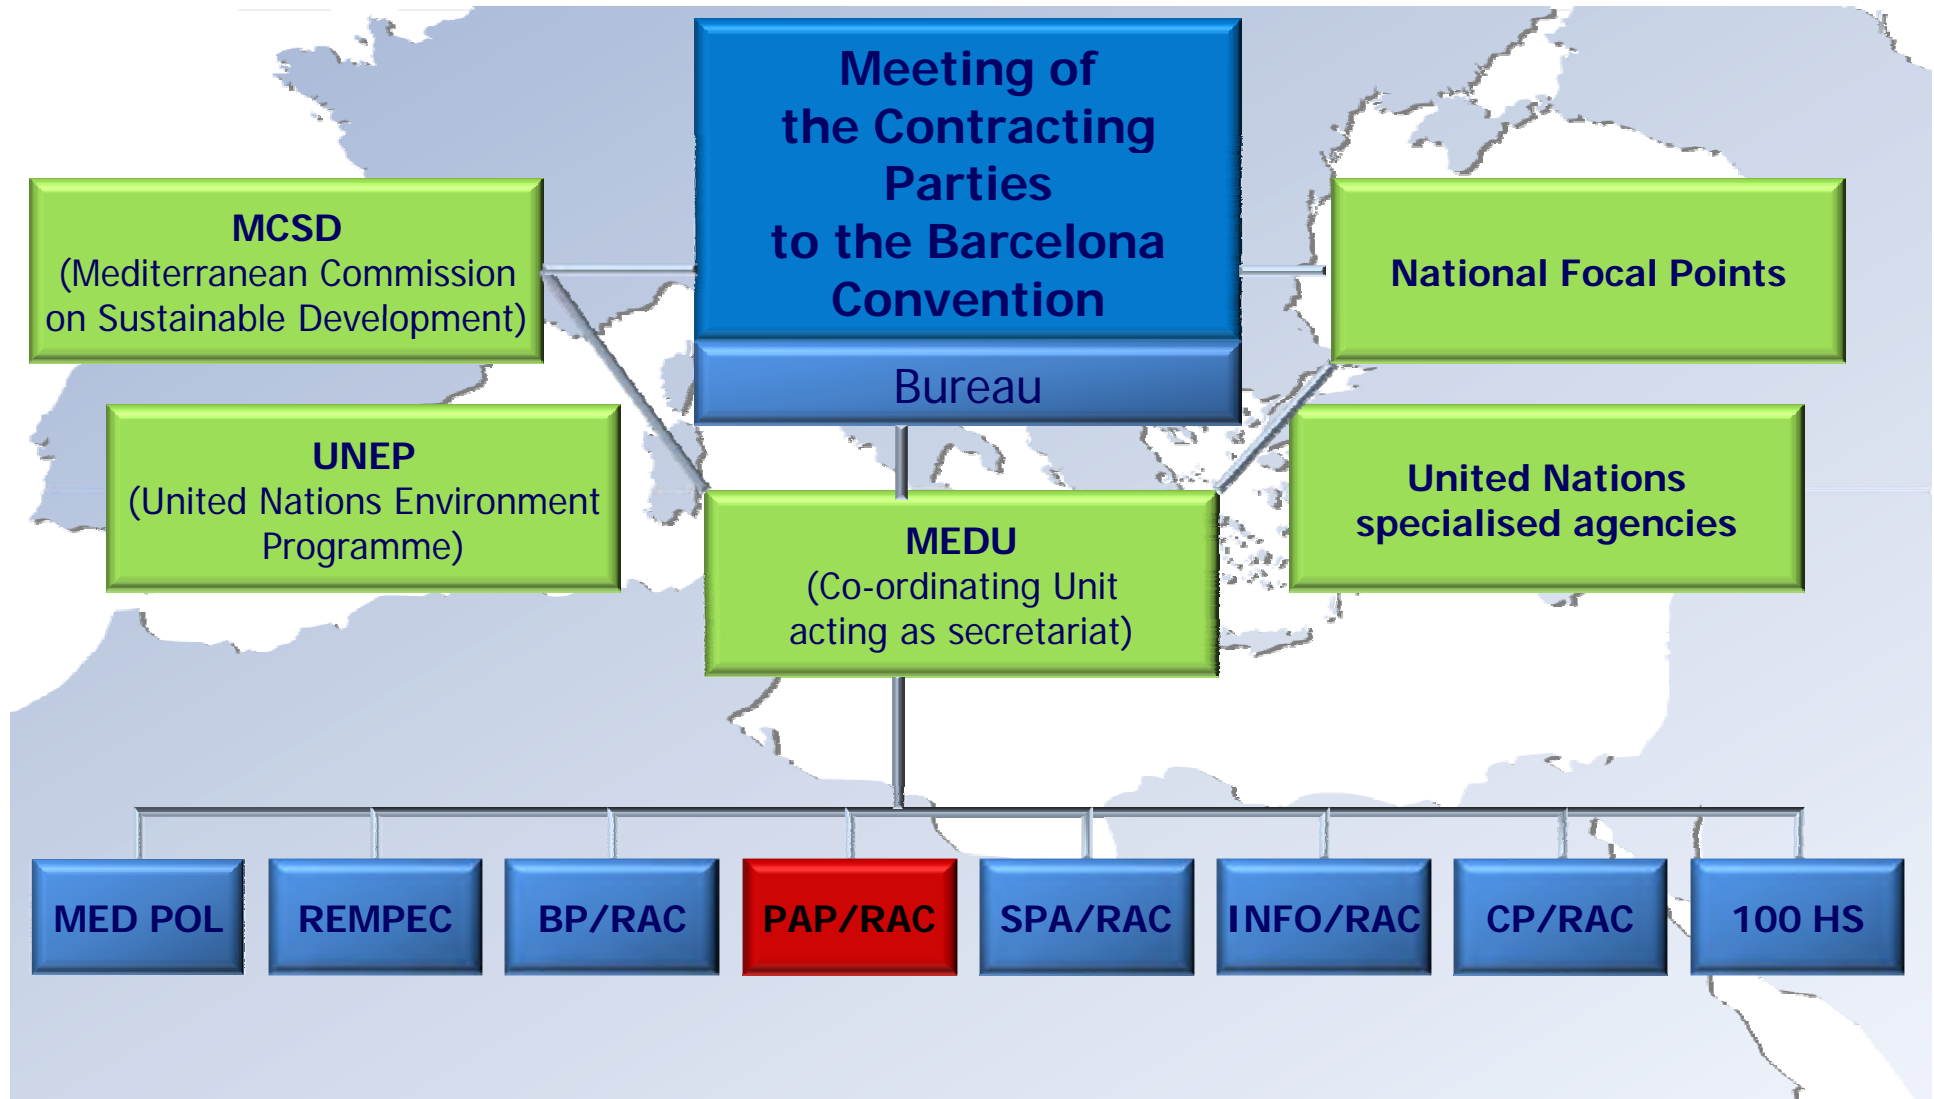 Meeting of
the Contracting
Parties
to the Barcelona
Convention
Bureau
MCSD
(Mediterranean Commission
on Sustainable Development)
National Focal Points
UNEP
(United Nations Environment
Programme)
United Nations
specialised agencies
MEDU
(Co-ordinating Unit
acting as secretariat)
MED POL
REMPEC
BP/RAC
PAP/RAC
SPA/RAC
INFO/RAC
CP/RAC
100 HS